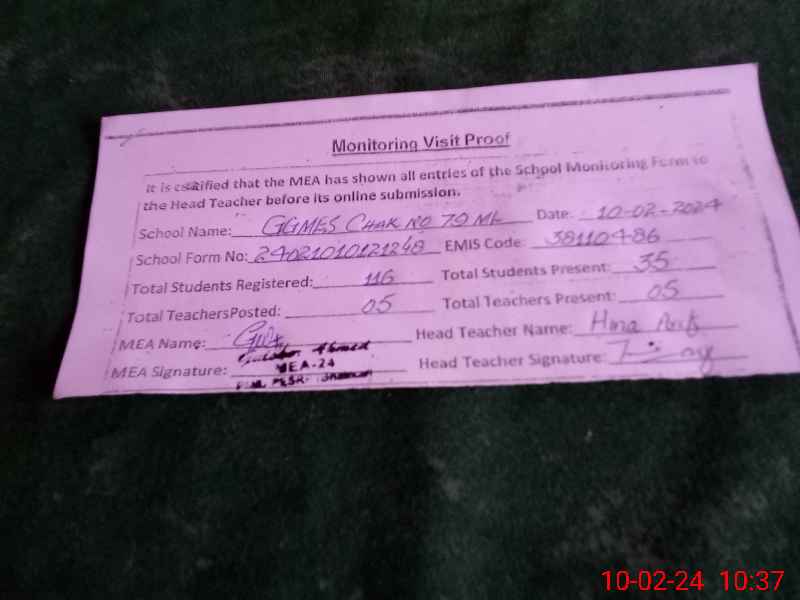 Monitoring Visit Proof
It is certified that the MEA has shown all entries of the School Monitoring Form to
the Head Teacher before its online submission.
School Name: GGMES CHAK NO 79 ML Date: 10-02-2024
School Form No: 24021010121248 EMIS Code: 38110486
Total Students Registered: 116 Total Students Present: 35
Total TeachersPosted: 05 Total Teachers Present: 05
MEA Name: Head Teacher Name: Hina
Ahmed
MEA Signature: MEA-24 Head Teacher Signature:
10-02-24 10:37